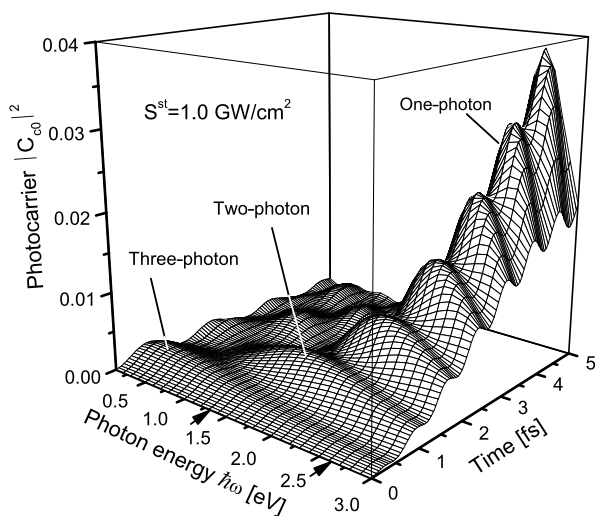 0.04
S^st=1.0 GW/cm^2
One-photon
0.03
Photocarrier |C_c0|^2
0.02
Two-photon
Three-photon
0.01
0.00
0.5
1.0
1.5
2.0
2.5
3.0
Photon energy ℏω [eV]
0
1
2
3
4
5
Time [fs]